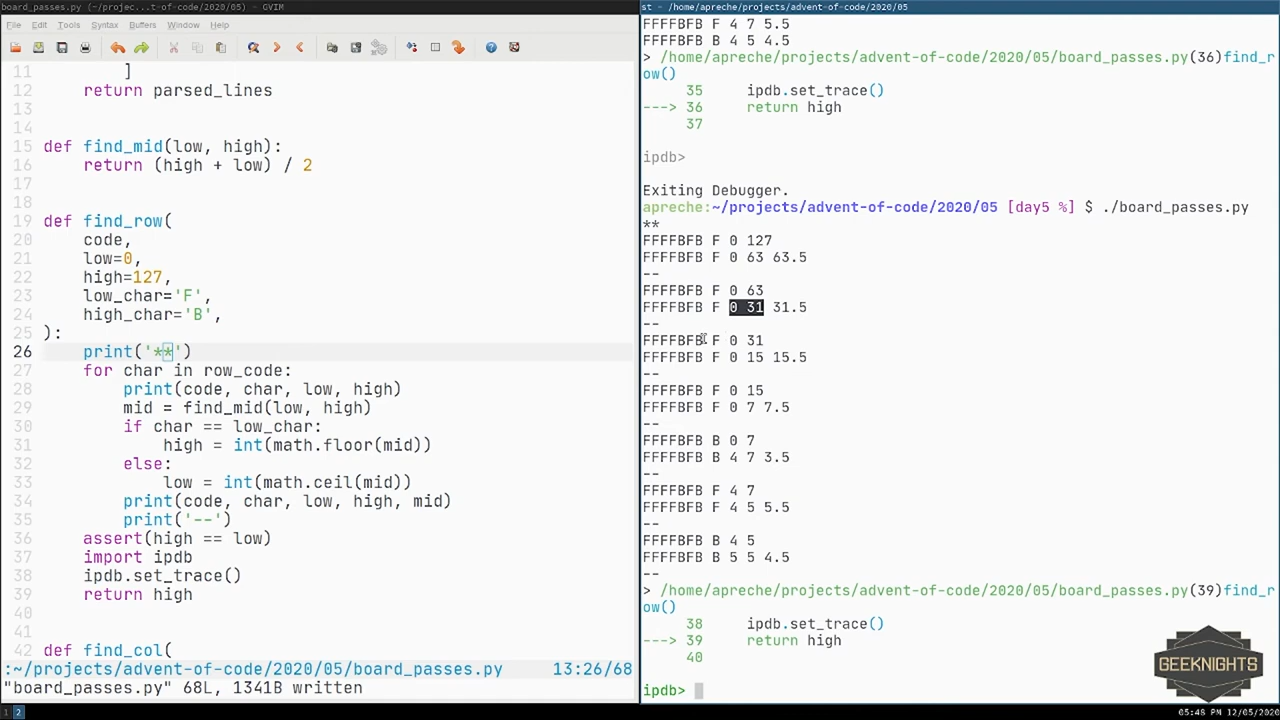 board_passes.py (~/projec...t-of-code/2020/05) - GVIM
File Edit Tools Syntax Buffers Window Help
11         ]
12     return parsed_lines
13
14
15 def find_mid(low, high):
16     return (high + low) / 2
17
18
19 def find_row(
20     code,
21     low=0,
22     high=127,
23     low_char='F',
24     high_char='B',
25 ):
26     print('**')
27     for char in row_code:
28         print(code, char, low, high)
29         mid = find_mid(low, high)
30         if char == low_char:
31             high = int(math.floor(mid))
32         else:
33             low = int(math.ceil(mid))
34         print(code, char, low, high, mid)
35         print('--')
36     assert(high == low)
37     import ipdb
38     ipdb.set_trace()
39     return high
40
41
42 def find_col(
:~/projects/advent-of-code/2020/05/board_passes.py 13:26/68
"board_passes.py" 68L, 1341B written
1 2
st - /home/apreche/projects/advent-of-code/2020/05
FFFFBFB F 4 7 5.5
FFFFBFB B 4 5 4.5
> /home/apreche/projects/advent-of-code/2020/05/board_passes.py(36)find_r
ow()
     35     ipdb.set_trace()
---> 36     return high
     37
ipdb>
Exiting Debugger.
apreche:~/projects/advent-of-code/2020/05 [day5 %] $ ./board_passes.py
**
FFFFBFB F 0 127
FFFFBFB F 0 63 63.5
--
FFFFBFB F 0 63
FFFFBFB F 0 31 31.5
--
FFFFBFB F 0 31
FFFFBFB F 0 15 15.5
--
FFFFBFB F 0 15
FFFFBFB F 0 7 7.5
--
FFFFBFB B 0 7
FFFFBFB B 4 7 3.5
--
FFFFBFB F 4 7
FFFFBFB F 4 5 5.5
--
FFFFBFB B 4 5
FFFFBFB B 5 5 4.5
--
> /home/apreche/projects/advent-of-code/2020/05/board_passes.py(39)find_r
ow()
     38     ipdb.set_trace()
---> 39     return high
     40
ipdb>
GEEKNIGHTS
05:48 PM 12/05/2020